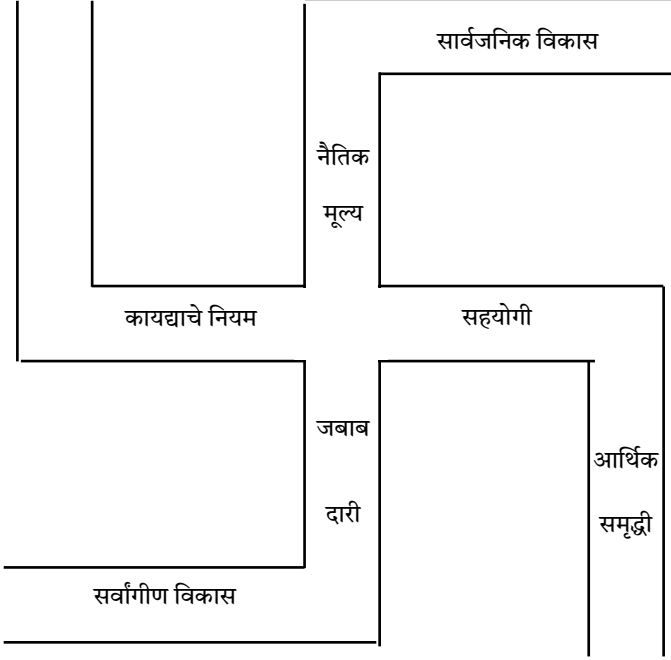 सार्वजनिक विकास
नैतिक
मूल्य
कायद्याचे नियम
सहयोगी
जबाब
दारी
आर्थिक
समृद्धी
सर्वांगीण विकास